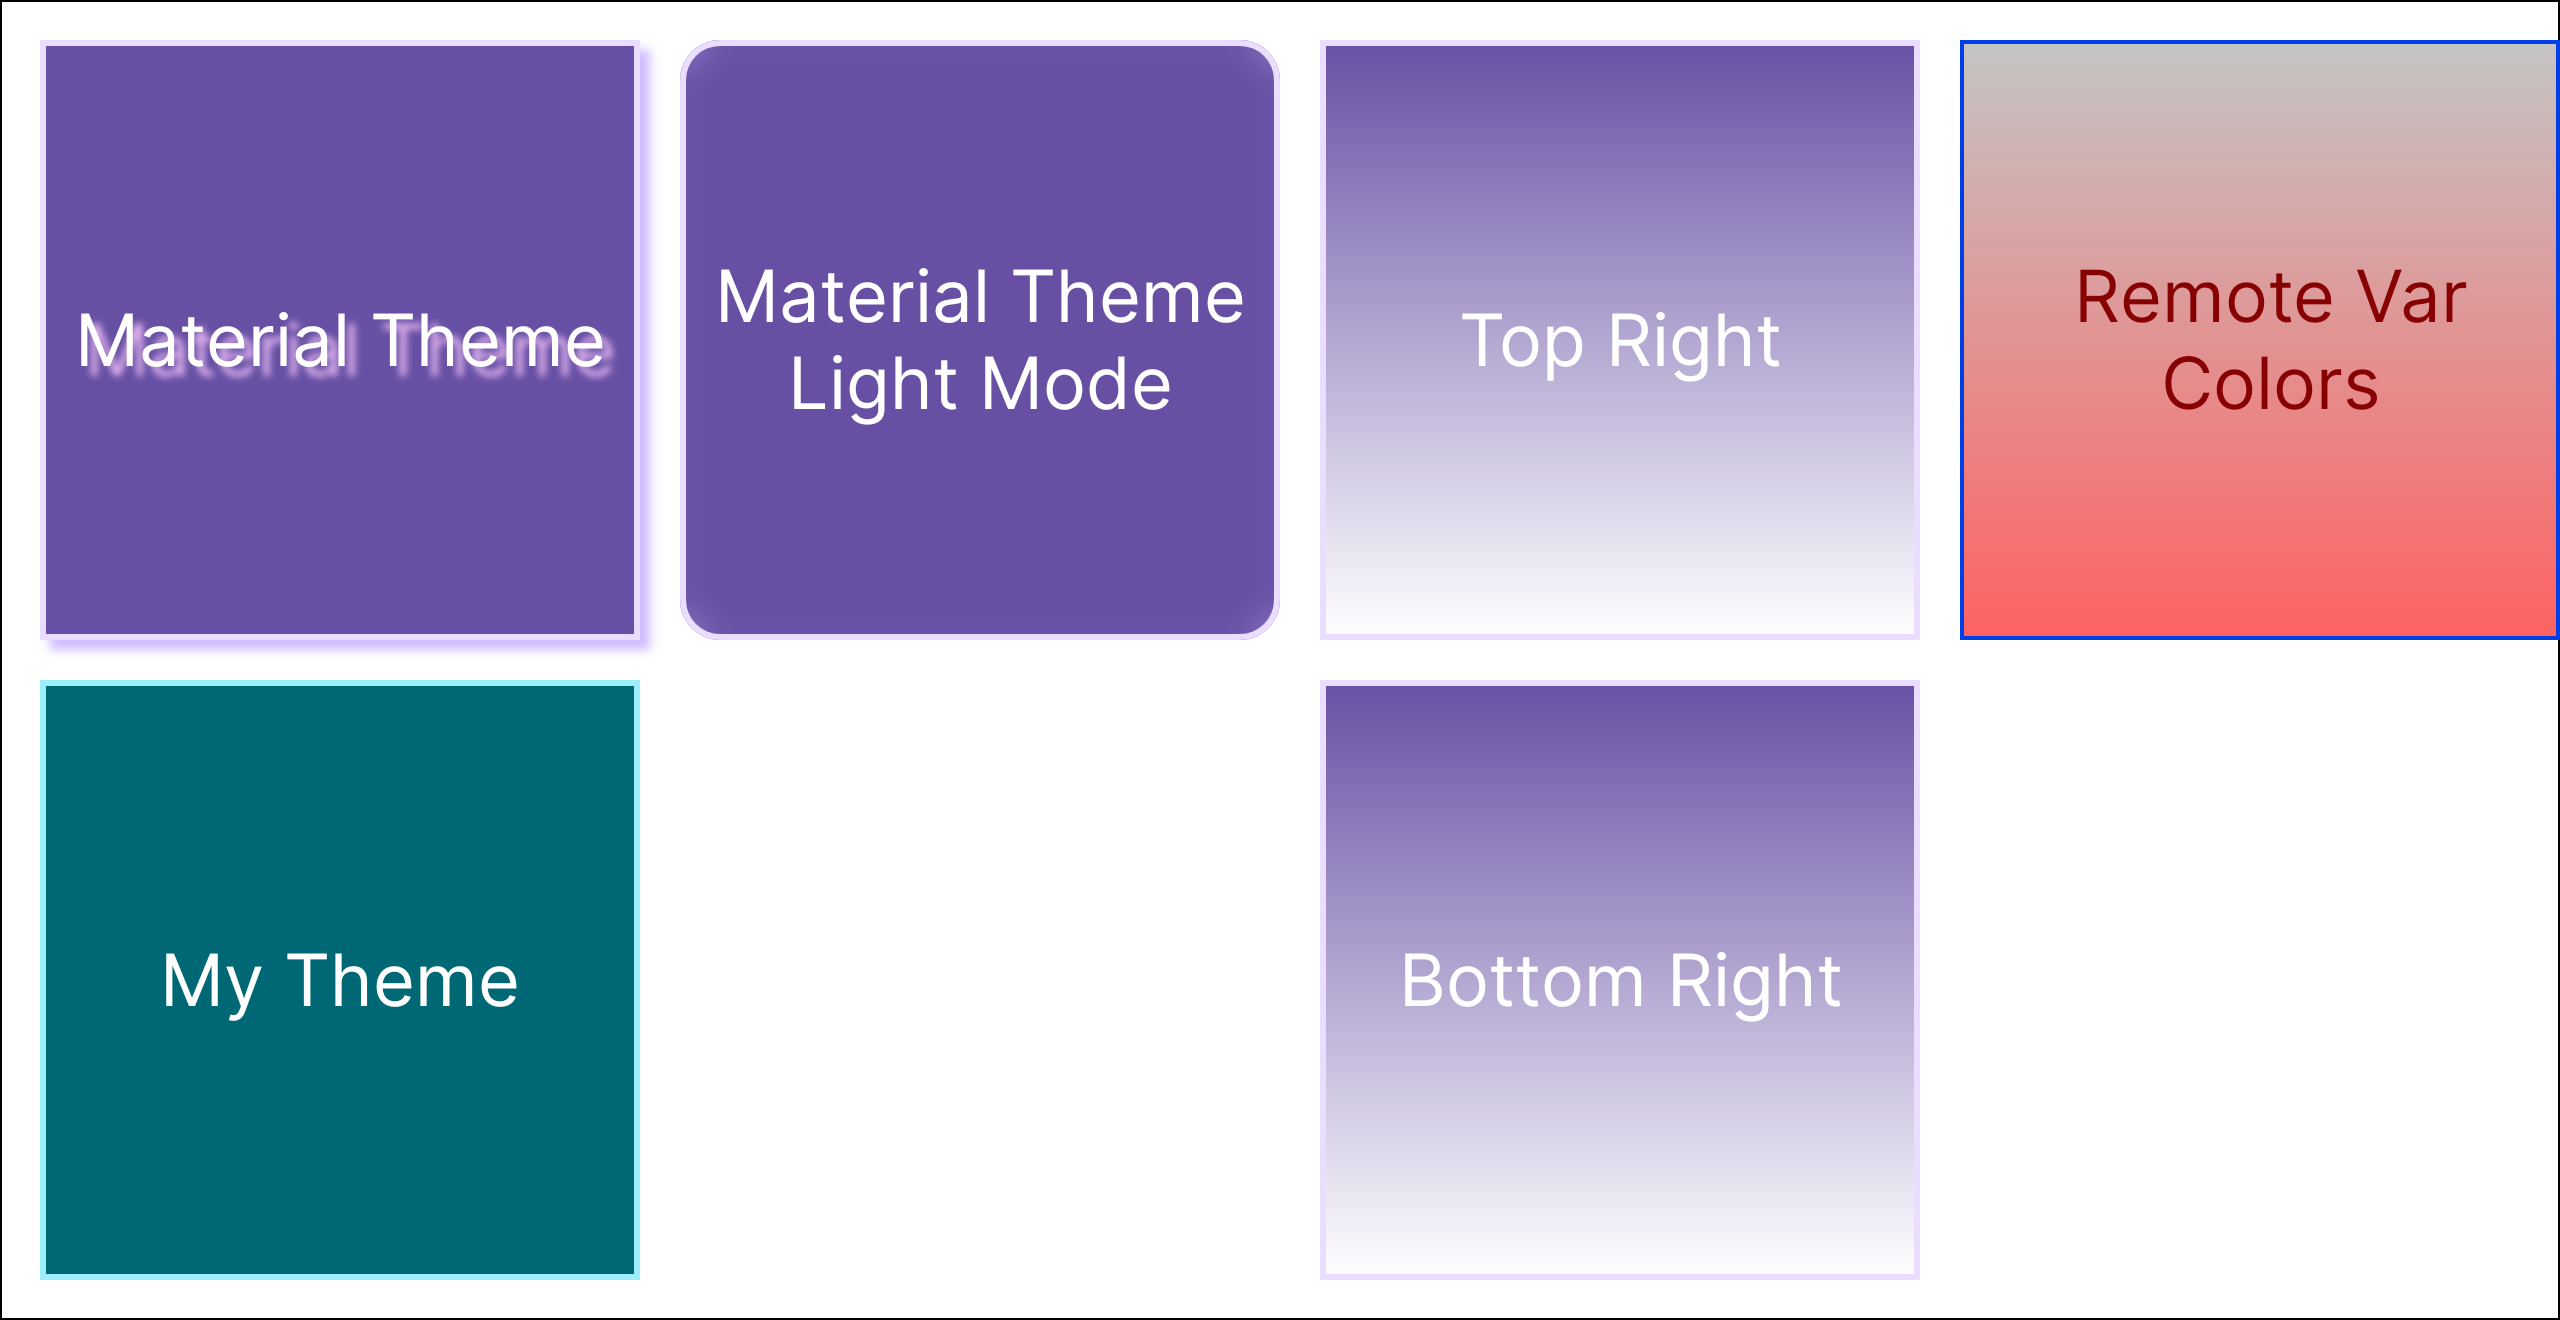 Material Theme
Material Theme
Light Mode
Top Right
Remote Var
Colors
My Theme
Bottom Right